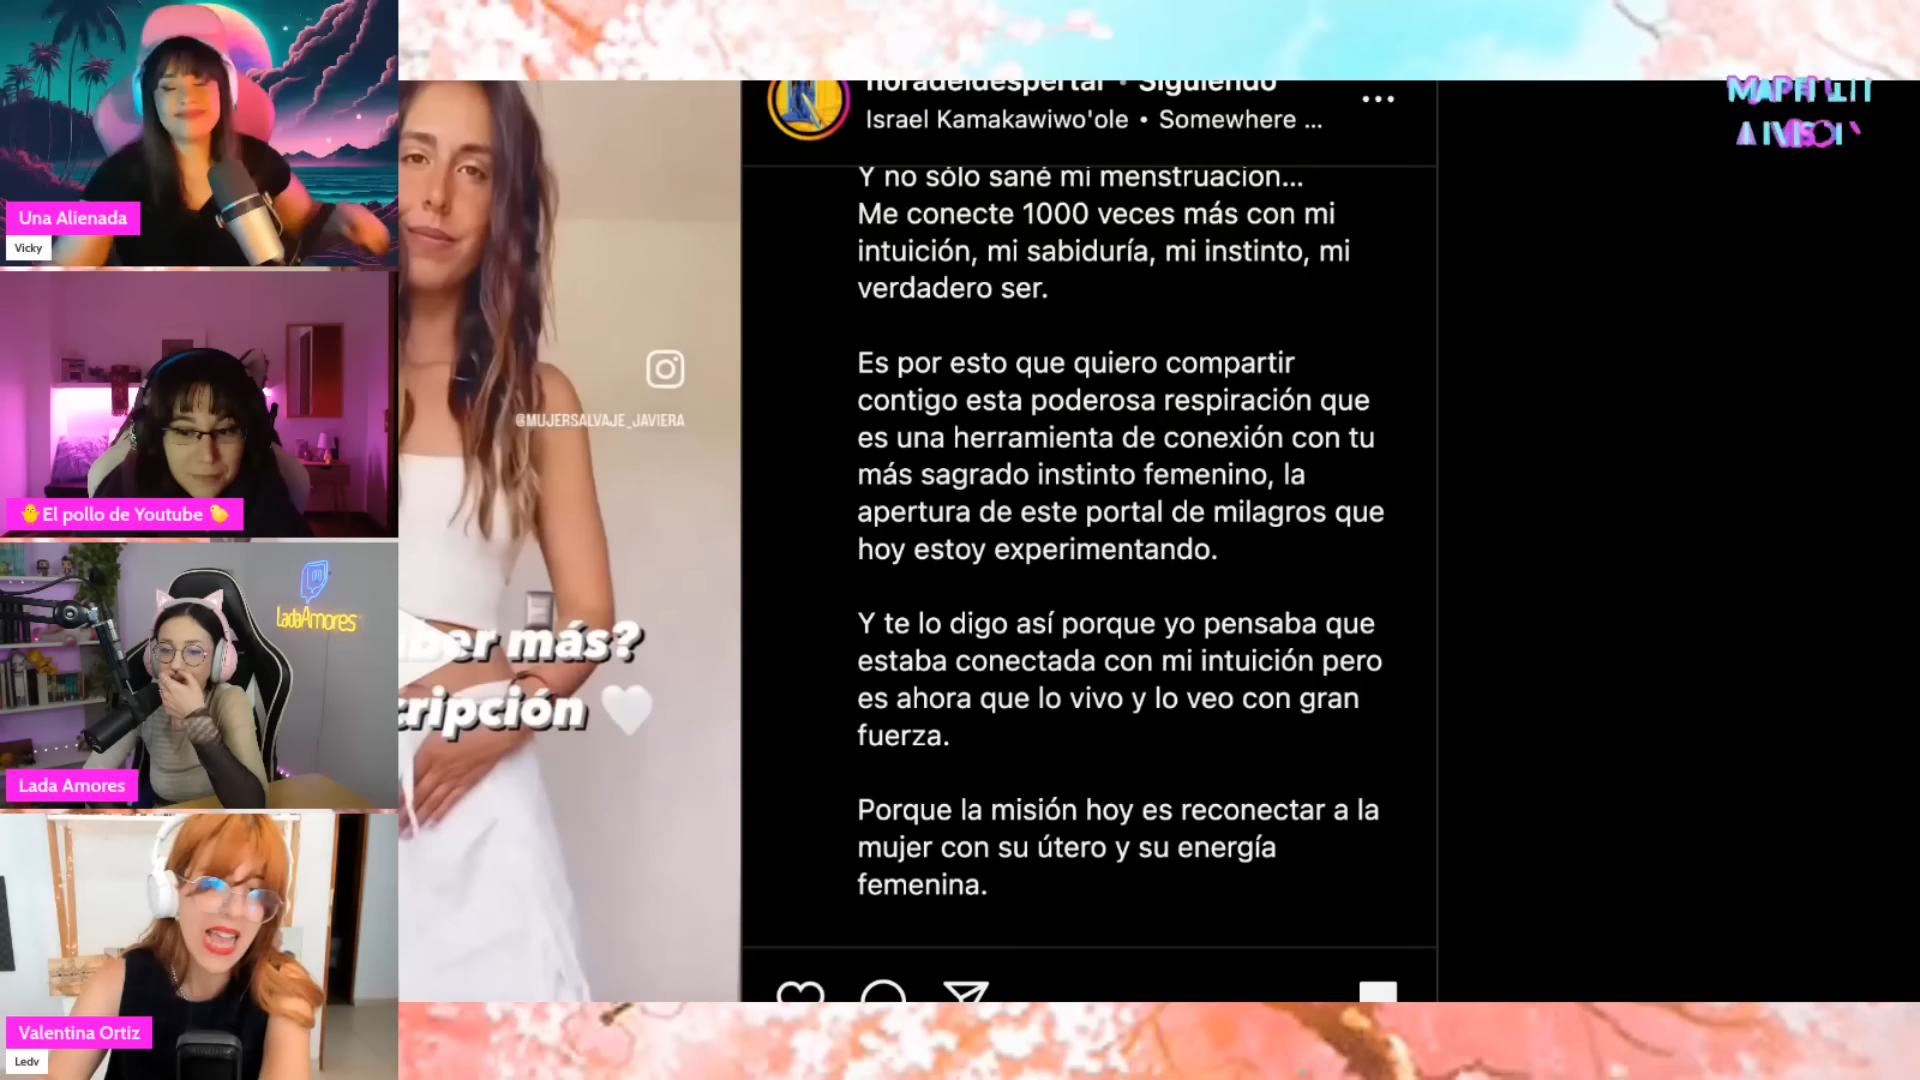 Una Alienada
Vicky
🐥El pollo de Youtube 🍤
LadaAmores
Lada Amores
Valentina Ortiz
Ledv
@MUJERSALVAJE_JAVIERA
más?
horadeldespertar • Siguiendo
Israel Kamakawiwo'ole • Somewhere ...
Y no sólo sané mi menstruación...
Me conecte 1000 veces más con mi
intuición, mi sabiduría, mi instinto, mi
verdadero ser.
Es por esto que quiero compartir
contigo esta poderosa respiración que
es una herramienta de conexión con tu
más sagrado instinto femenino, la
apertura de este portal de milagros que
hoy estoy experimentando.
Y te lo digo así porque yo pensaba que
estaba conectada con mi intuición pero
es ahora que lo vivo y lo veo con gran
fuerza.
Porque la misión hoy es reconectar a la
mujer con su útero y su energía
femenina.